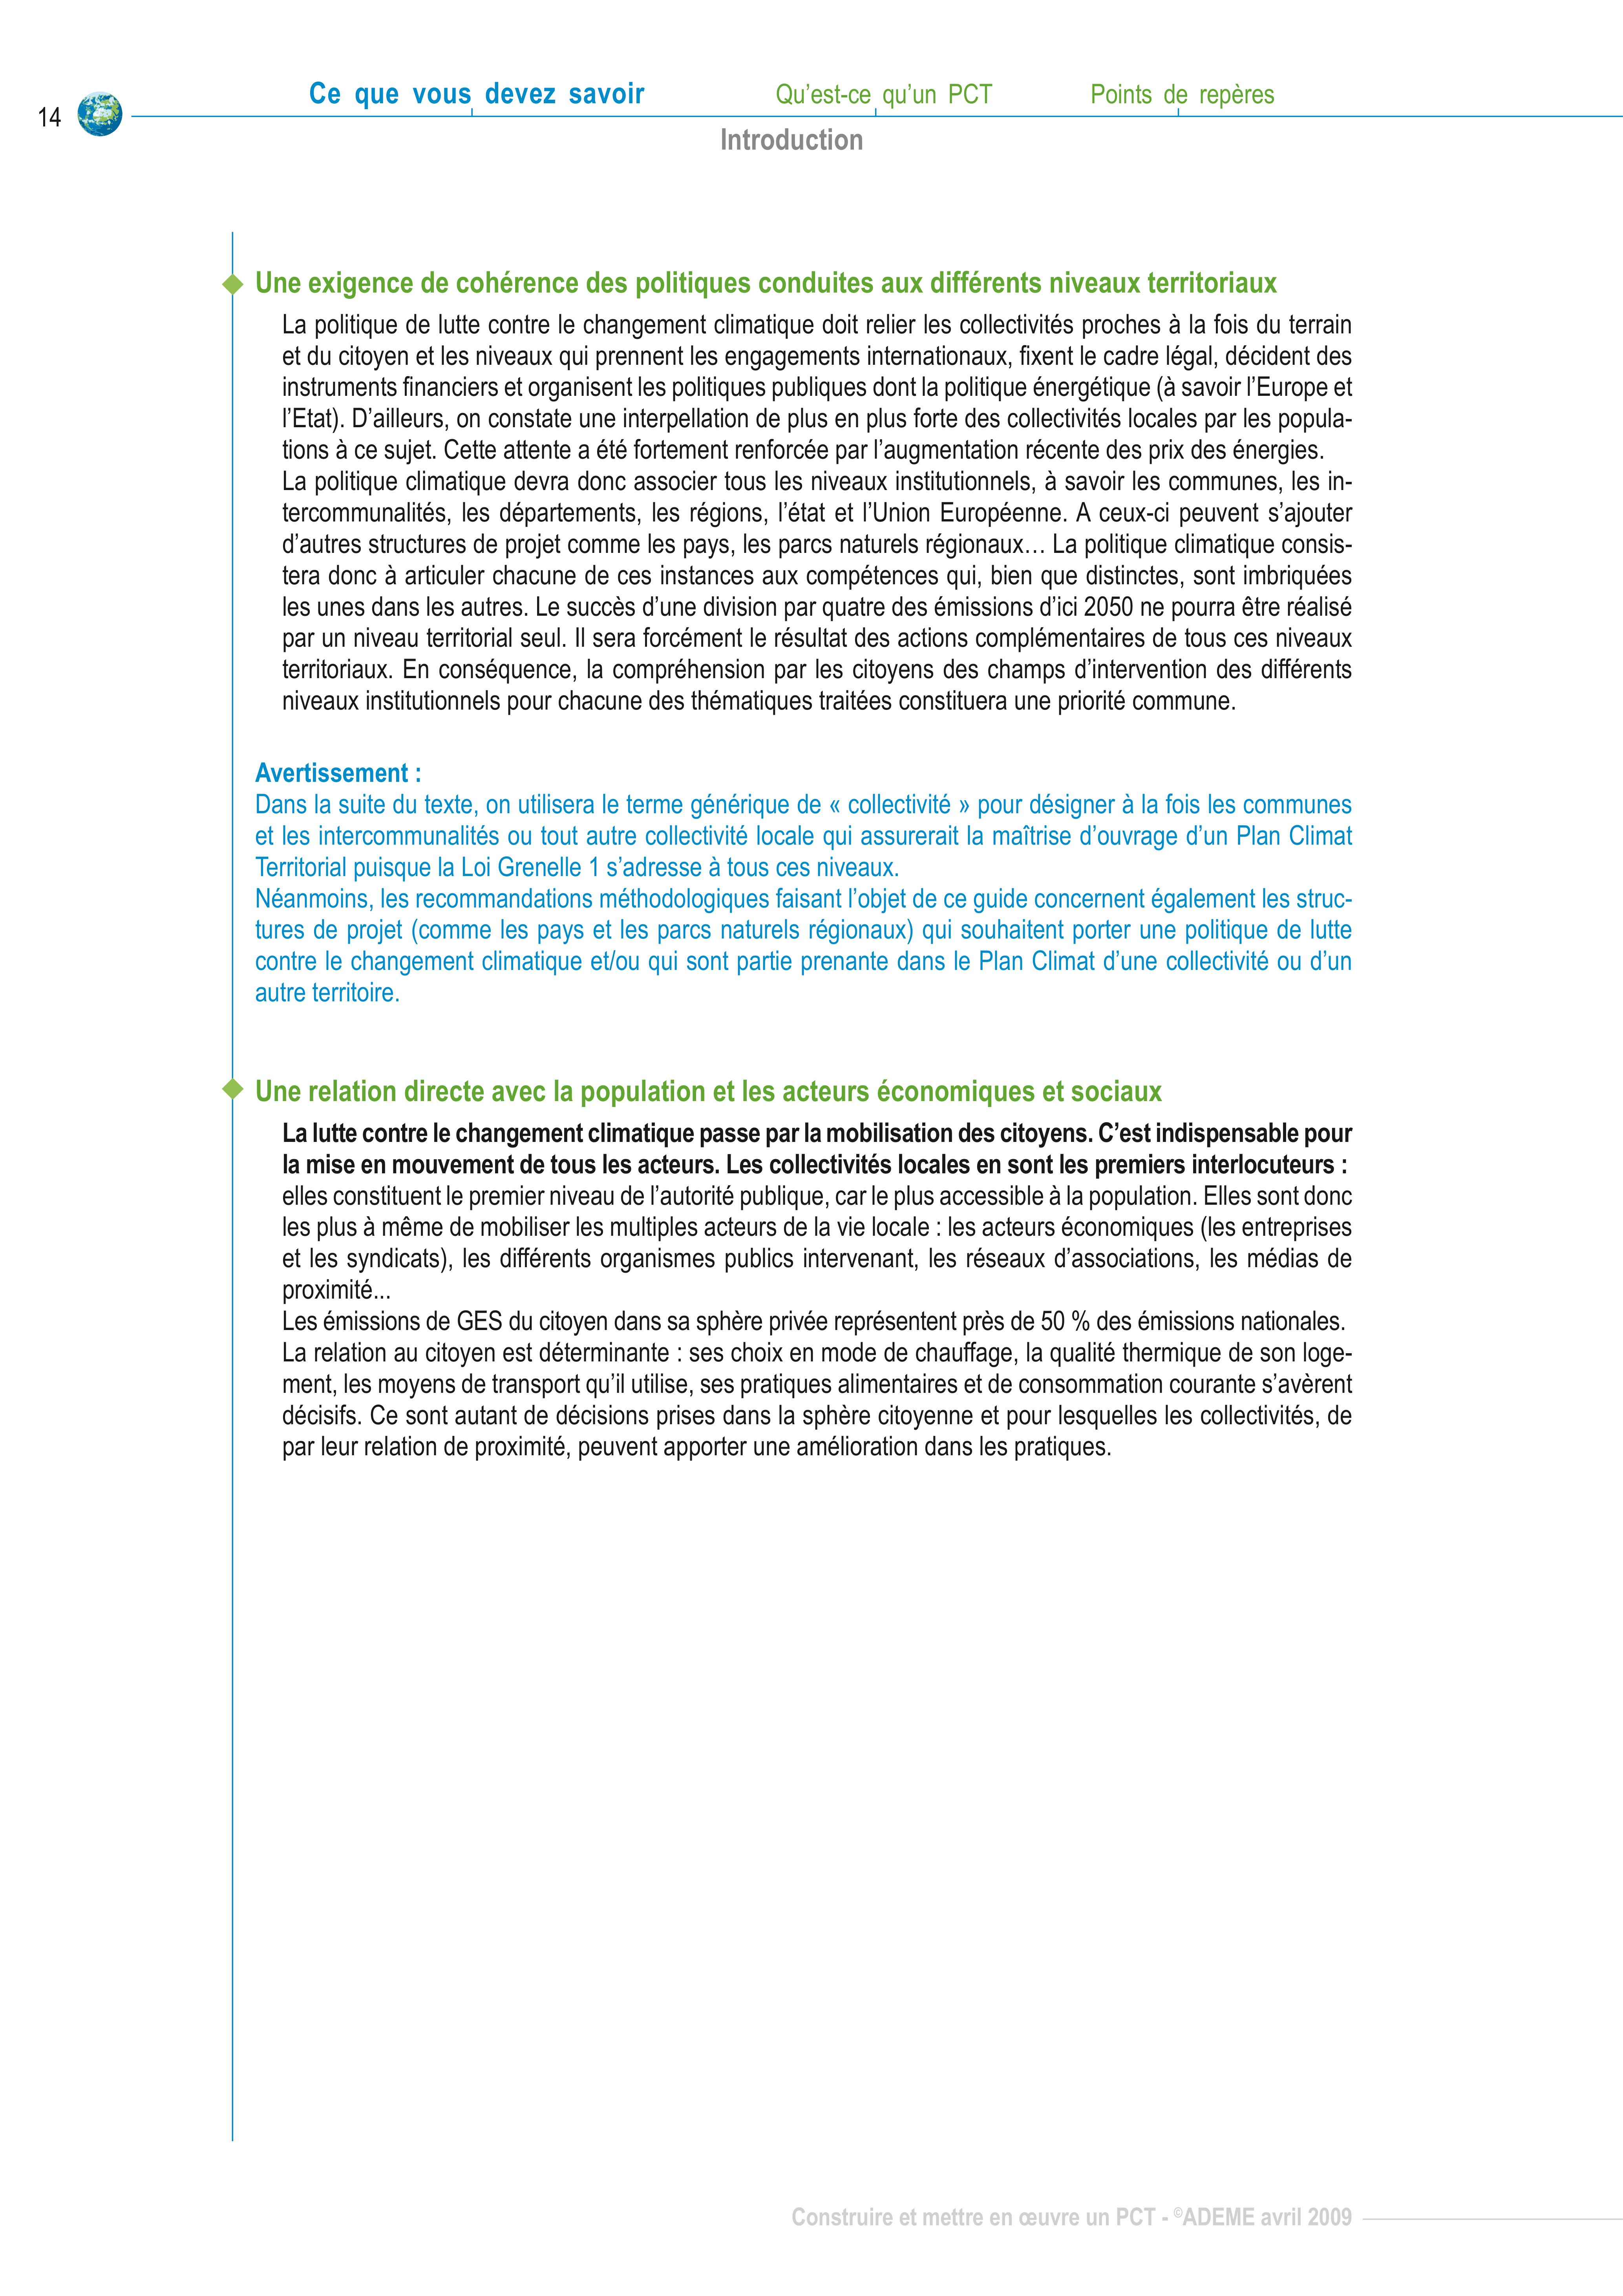 14
Ce que vous devez savoir
Qu’est-ce qu’un PCT
Points de repères
Introduction
Une exigence de cohérence des politiques conduites aux différents niveaux territoriaux
La politique de lutte contre le changement climatique doit relier les collectivités proches à la fois du terrain
et du citoyen et les niveaux qui prennent les engagements internationaux, fixent le cadre légal, décident des
instruments financiers et organisent les politiques publiques dont la politique énergétique (à savoir l’Europe et
l’Etat). D’ailleurs, on constate une interpellation de plus en plus forte des collectivités locales par les popula-
tions à ce sujet. Cette attente a été fortement renforcée par l’augmentation récente des prix des énergies.
La politique climatique devra donc associer tous les niveaux institutionnels, à savoir les communes, les in-
tercommunalités, les départements, les régions, l’état et l’Union Européenne. A ceux-ci peuvent s’ajouter
d’autres structures de projet comme les pays, les parcs naturels régionaux… La politique climatique consis-
tera donc à articuler chacune de ces instances aux compétences qui, bien que distinctes, sont imbriquées
les unes dans les autres. Le succès d’une division par quatre des émissions d’ici 2050 ne pourra être réalisé
par un niveau territorial seul. Il sera forcément le résultat des actions complémentaires de tous ces niveaux
territoriaux. En conséquence, la compréhension par les citoyens des champs d’intervention des différents
niveaux institutionnels pour chacune des thématiques traitées constituera une priorité commune.
Avertissement :
Dans la suite du texte, on utilisera le terme générique de « collectivité » pour désigner à la fois les communes
et les intercommunalités ou tout autre collectivité locale qui assurerait la maîtrise d’ouvrage d’un Plan Climat
Territorial puisque la Loi Grenelle 1 s’adresse à tous ces niveaux.
Néanmoins, les recommandations méthodologiques faisant l’objet de ce guide concernent également les struc-
tures de projet (comme les pays et les parcs naturels régionaux) qui souhaitent porter une politique de lutte
contre le changement climatique et/ou qui sont partie prenante dans le Plan Climat d’une collectivité ou d’un
autre territoire.
Une relation directe avec la population et les acteurs économiques et sociaux
La lutte contre le changement climatique passe par la mobilisation des citoyens. C’est indispensable pour
la mise en mouvement de tous les acteurs. Les collectivités locales en sont les premiers interlocuteurs :
elles constituent le premier niveau de l’autorité publique, car le plus accessible à la population. Elles sont donc
les plus à même de mobiliser les multiples acteurs de la vie locale : les acteurs économiques (les entreprises
et les syndicats), les différents organismes publics intervenant, les réseaux d’associations, les médias de
proximité...
Les émissions de GES du citoyen dans sa sphère privée représentent près de 50 % des émissions nationales.
La relation au citoyen est déterminante : ses choix en mode de chauffage, la qualité thermique de son loge-
ment, les moyens de transport qu’il utilise, ses pratiques alimentaires et de consommation courante s’avèrent
décisifs. Ce sont autant de décisions prises dans la sphère citoyenne et pour lesquelles les collectivités, de
par leur relation de proximité, peuvent apporter une amélioration dans les pratiques.
Construire et mettre en œuvre un PCT - ©ADEME avril 2009